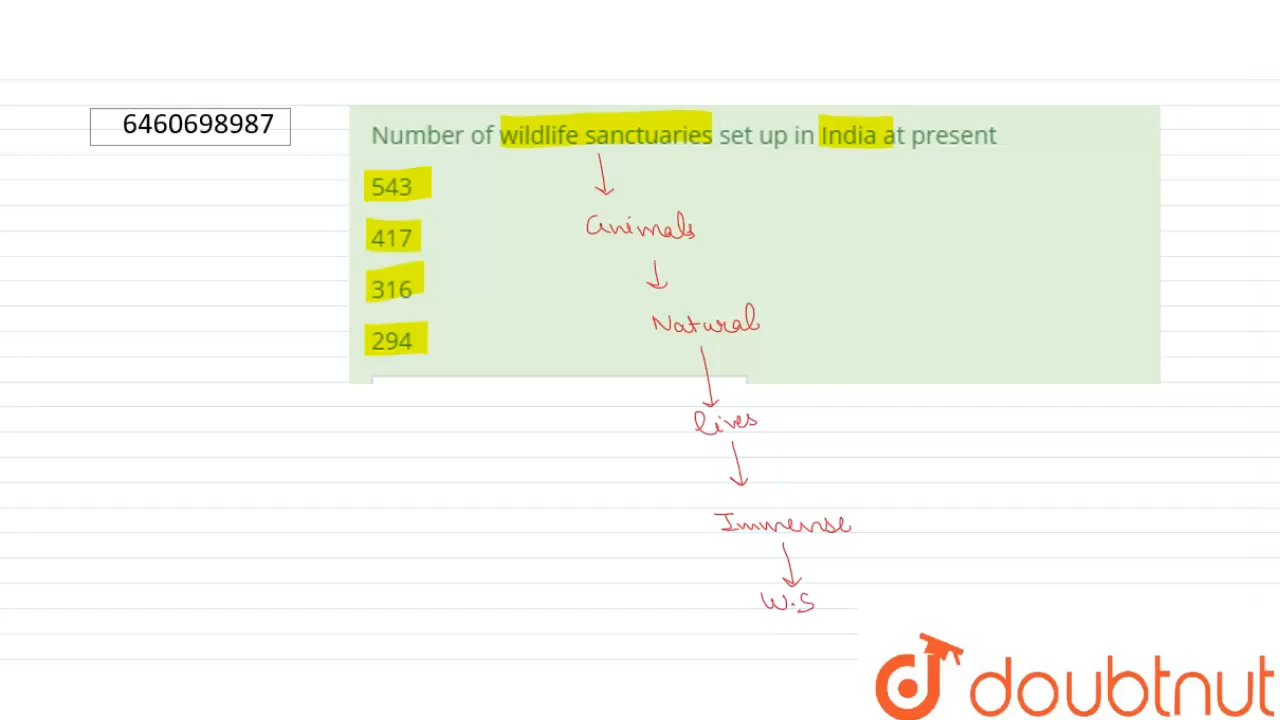 6460698987
Number of wildlife sanctuaries set up in India at present
543
417
316
294
animals
Natural
lives
Immense
W.S
doubtnut